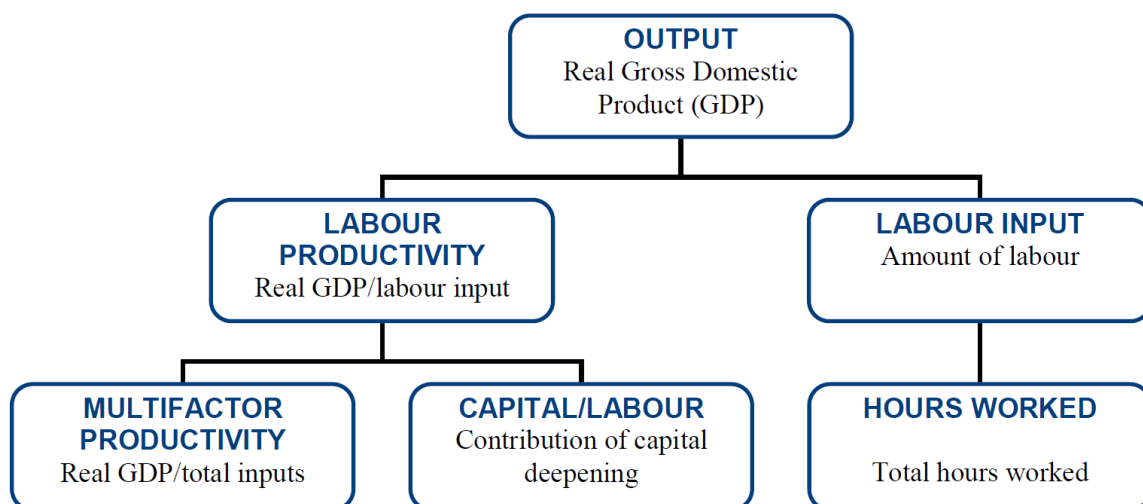 OUTPUT
Real Gross Domestic
Product (GDP)
LABOUR
PRODUCTIVITY
Real GDP/labour input
LABOUR INPUT
Amount of labour
MULTIFACTOR
PRODUCTIVITY
Real GDP/total inputs
CAPITAL/LABOUR
Contribution of capital
deepening
HOURS WORKED
Total hours worked